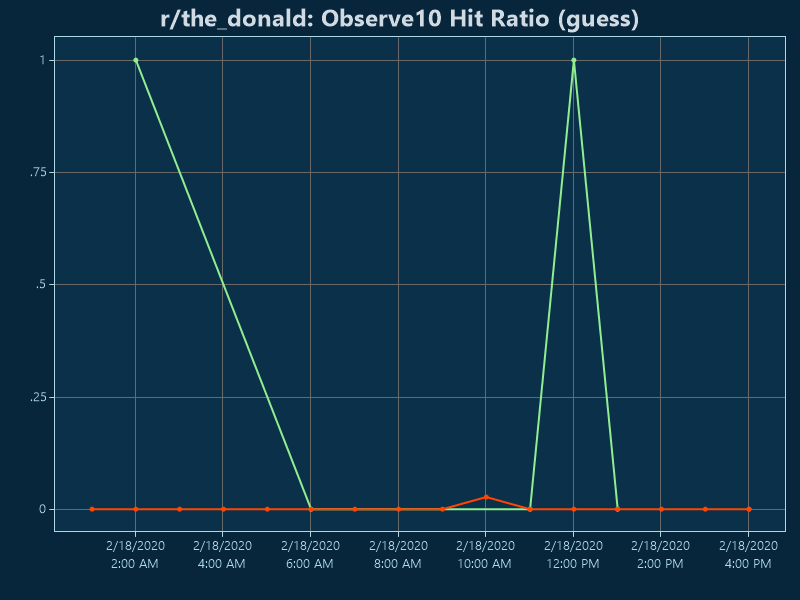 r/the_donald: Observe10 Hit Ratio (guess)
1
.75
.5
.25
0
2/18/2020 2/18/2020 2/18/2020 2/18/2020 2/18/2020 2/18/2020 2/18/2020 2/18/2020
2:00 AM 4:00 AM 6:00 AM 8:00 AM 10:00 AM 12:00 PM 2:00 PM 4:00 PM